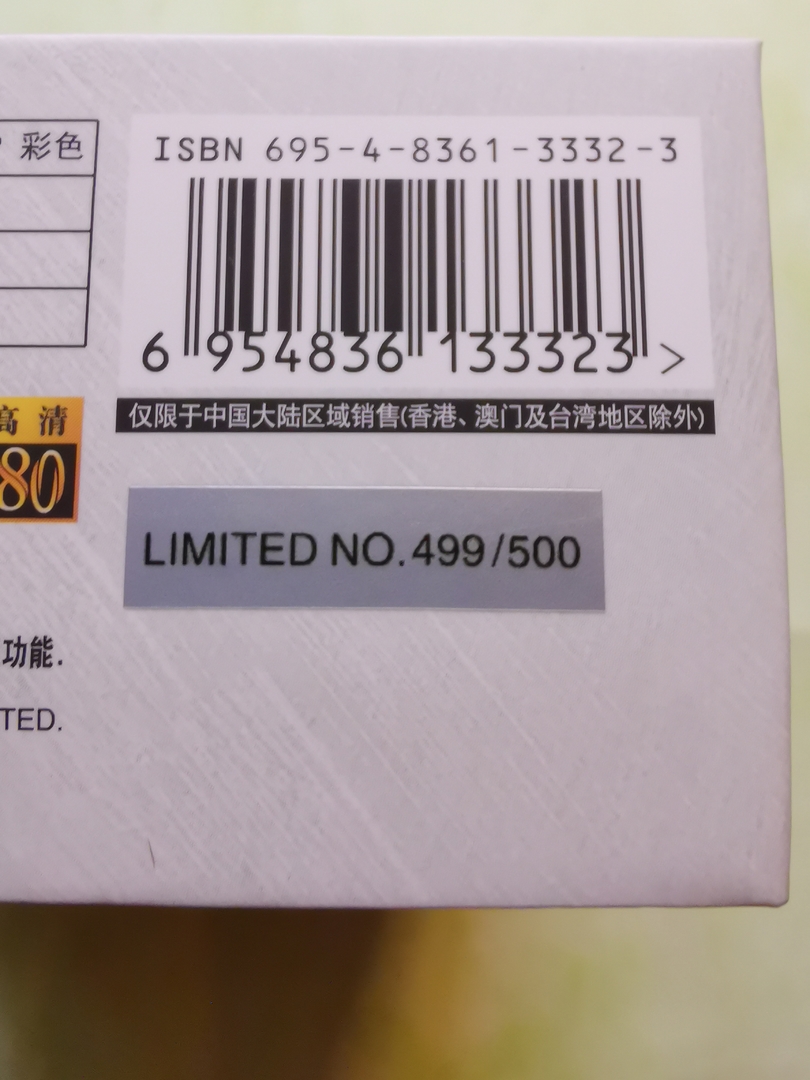 彩色
ISBN 695-4-8361-3332-3
6 954836 133323 >
仅限于中国大陆区域销售(香港、澳门及台湾地区除外)
高清
80
LIMITED NO.499/500
功能.
TED.